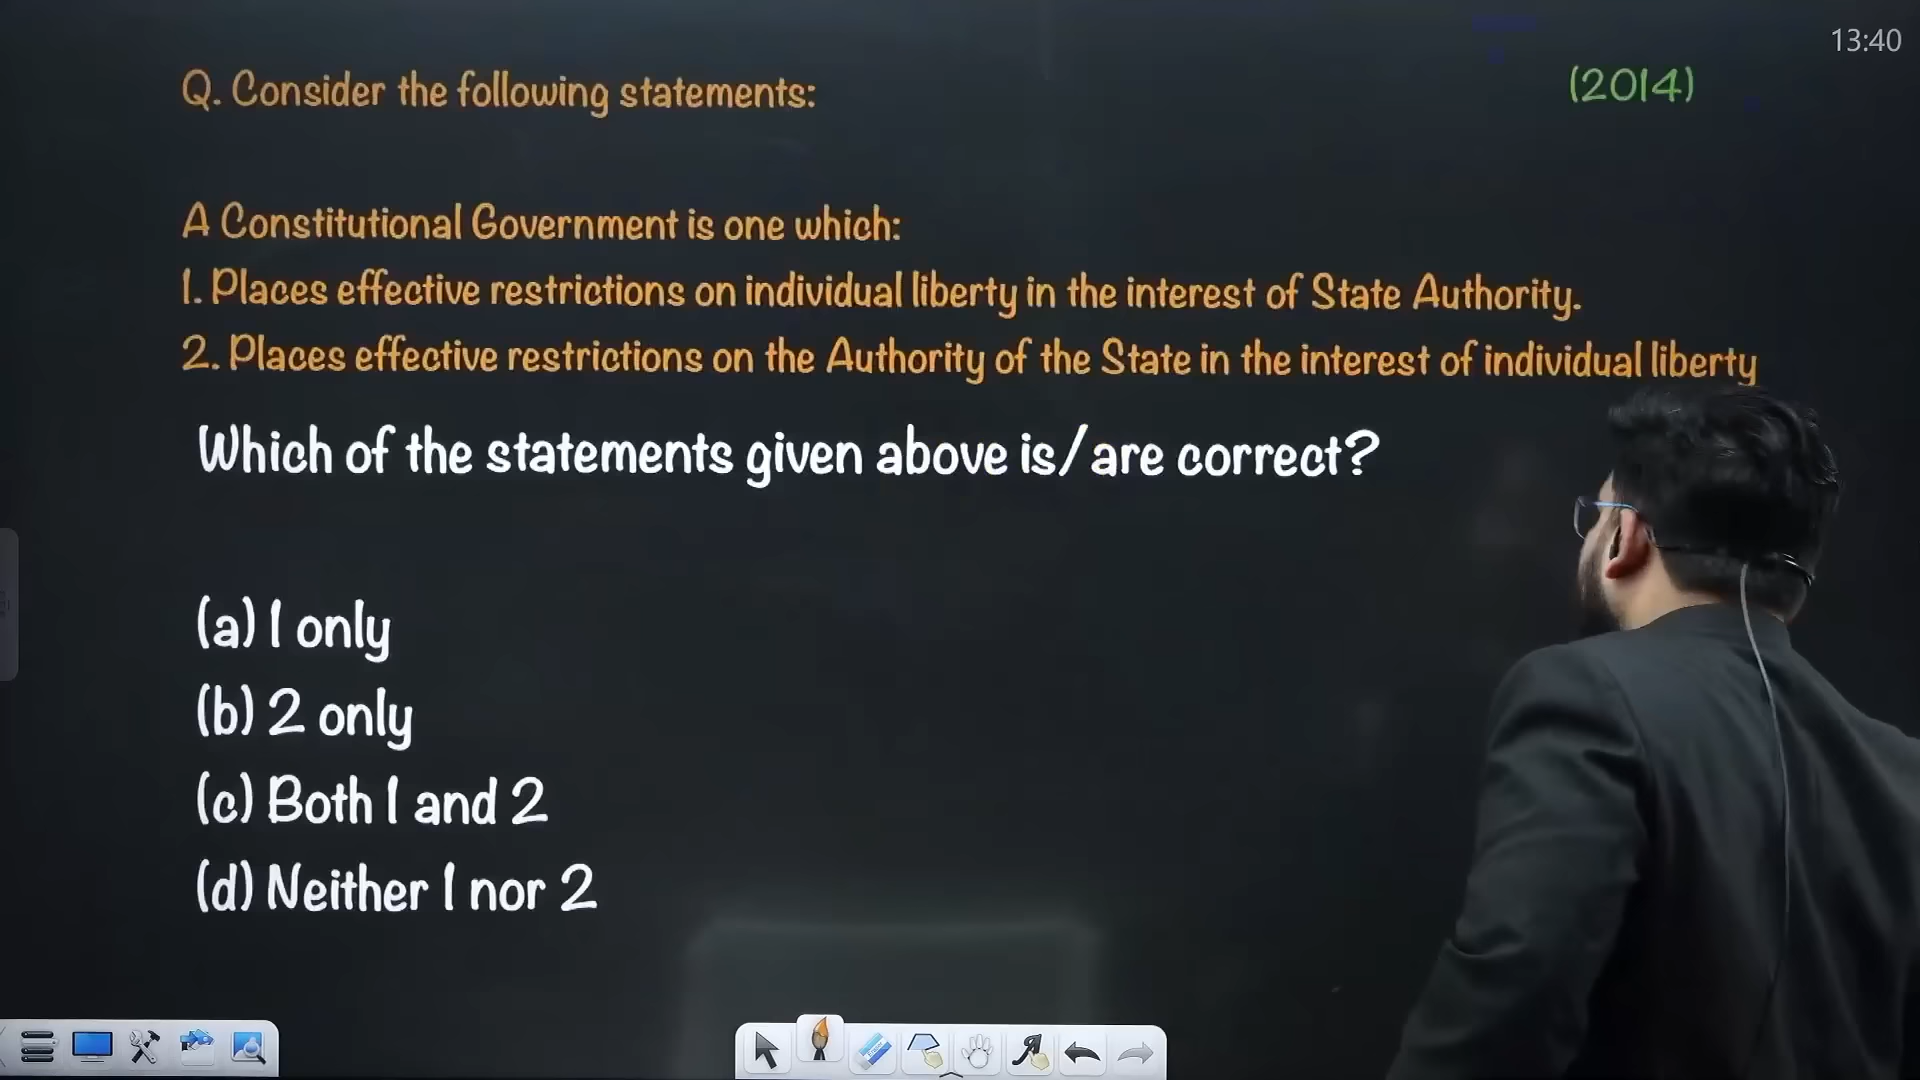 13:40
Q. Consider the following statements:
(2014)
A Constitutional Government is one which:
1. Places effective restrictions on individual liberty in the interest of State Authority.
2. Places effective restrictions on the Authority of the State in the interest of individual liberty
Which of the statements given above is/are correct?
(a) 1 only
(b) 2 only
(c) Both 1 and 2
(d) Neither 1 nor 2